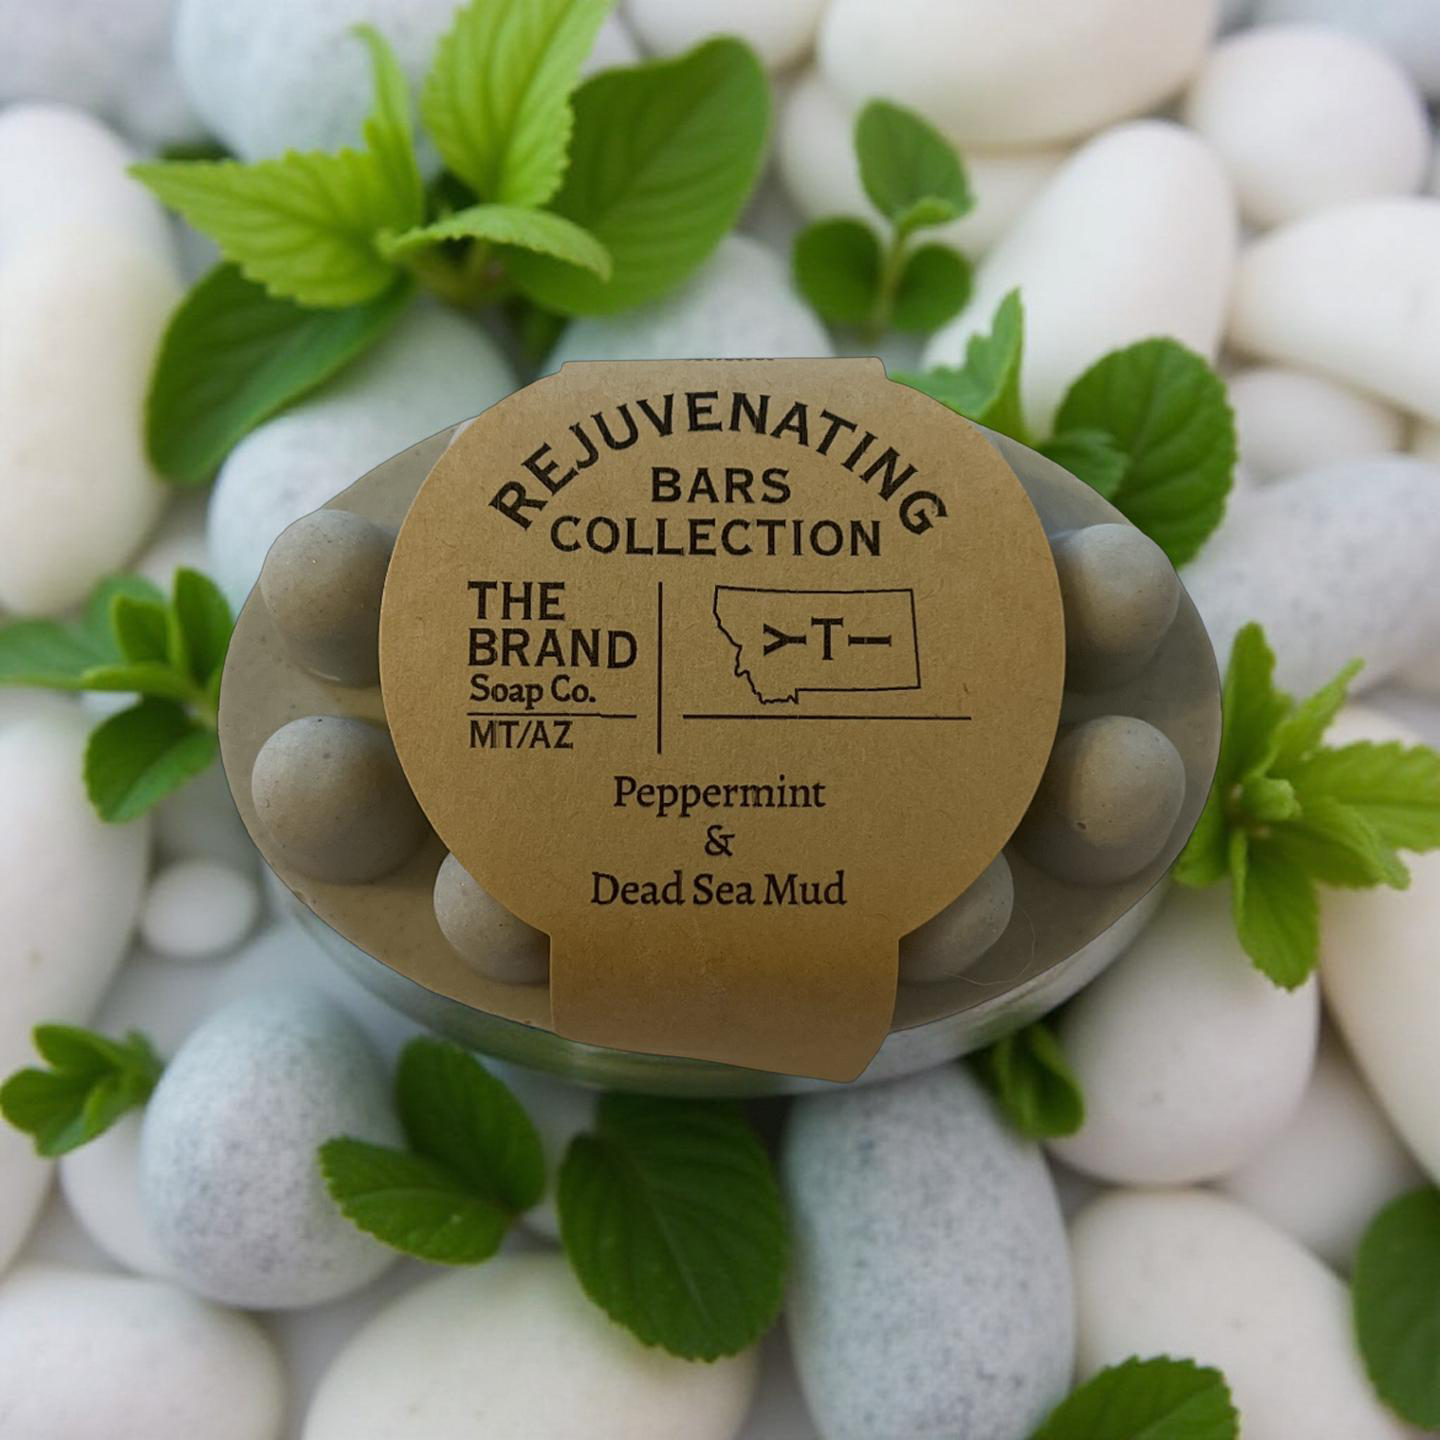 REJUVENATING
BARS
COLLECTION
THE
BRAND
Soap Co.
MT/AZ
Y T I
Peppermint
&
Dead Sea Mud